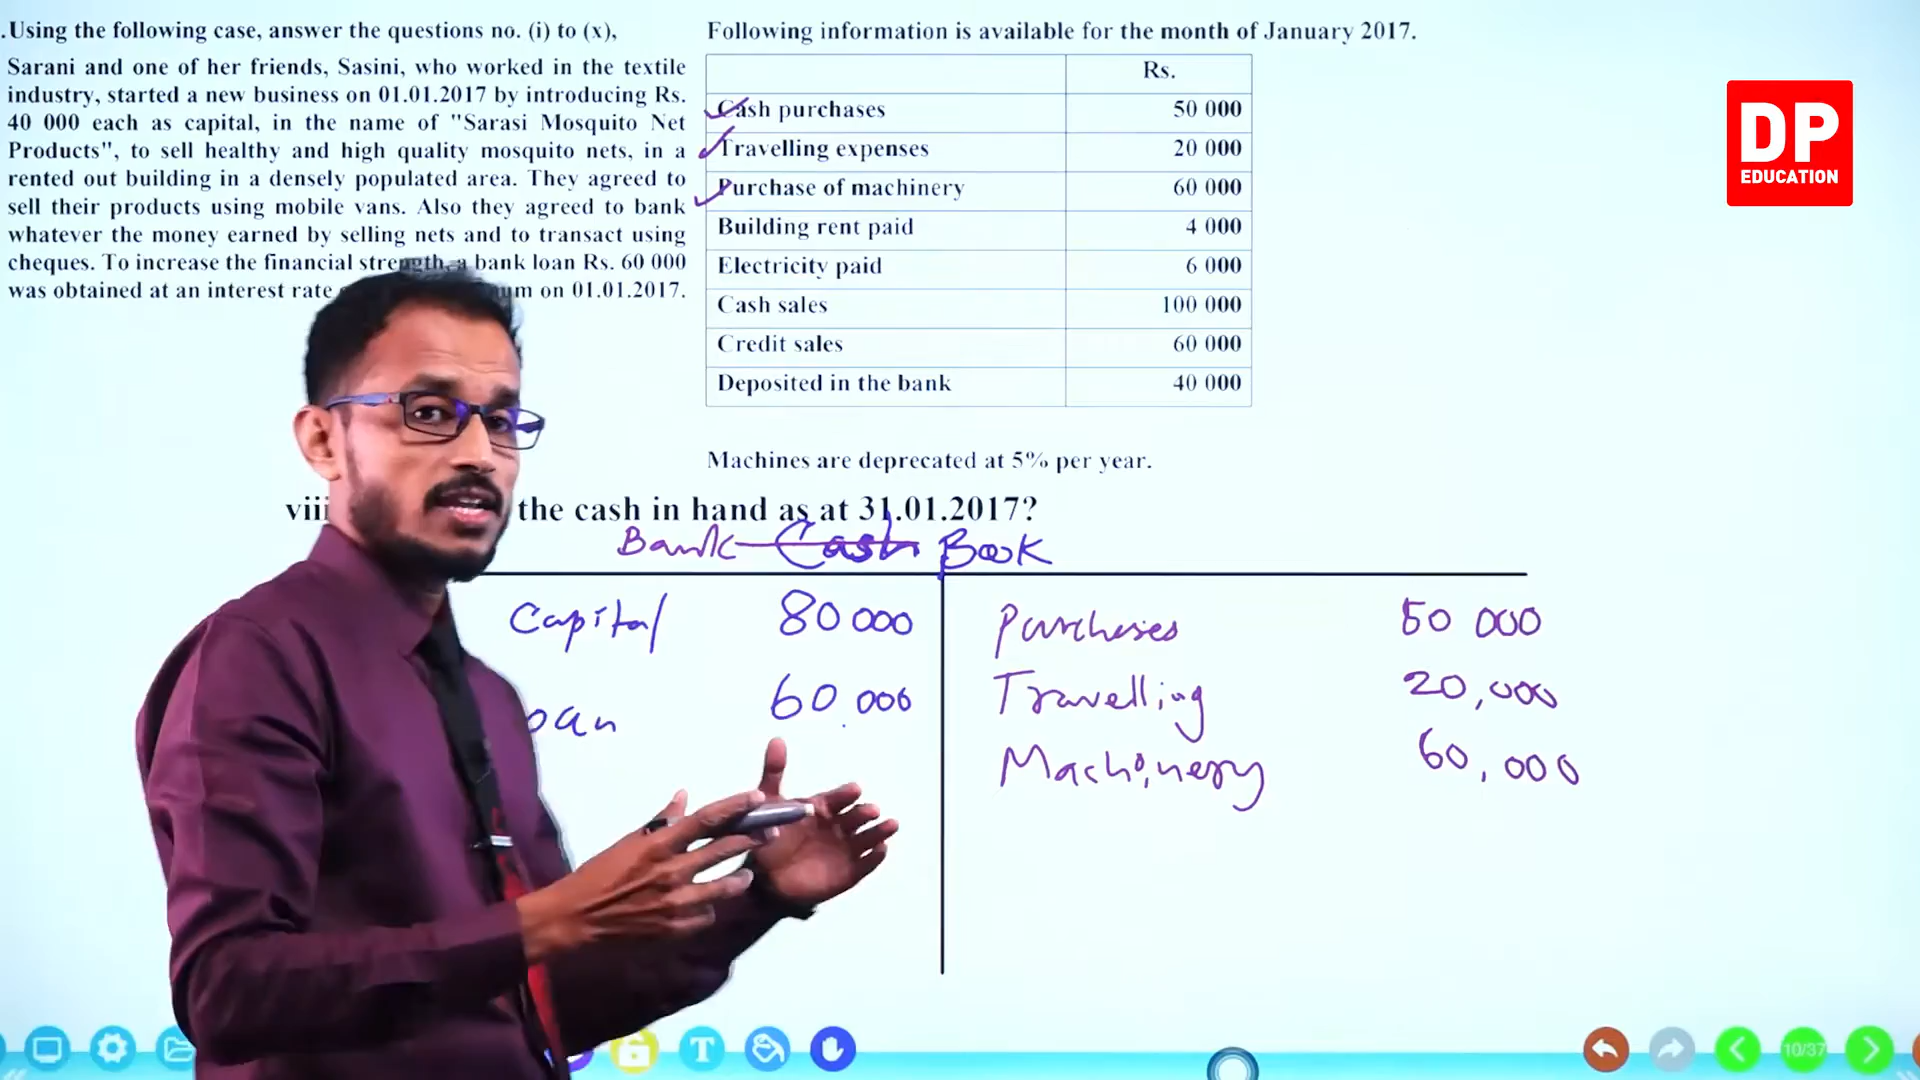 .Using the following case, answer the questions no. (i) to (x),
Sarani and one of her friends, Sasini, who worked in the textile
industry, started a new business on 01.01.2017 by introducing Rs.
40 000 each as capital, in the name of "Sarasi Mosquito Net
Products", to sell healthy and high quality mosquito nets, in a
rented out building in a densely populated area. They agreed to
sell their products using mobile vans. Also they agreed to bank
whatever the money earned by selling nets and to transact using
cheques. To increase the financial strength, a bank loan Rs. 60 000
was obtained at an interest rate um on 01.01.2017.
Following information is available for the month of January 2017.
Rs.
Cash purchases 50 000
Travelling expenses 20 000
Purchase of machinery 60 000
Building rent paid 4 000
Electricity paid 6 000
Cash sales 100 000
Credit sales 60 000
Deposited in the bank 40 000
Machines are deprecated at 5% per year.
viii the cash in hand as at 31.01.2017?
Bank Cash Book
Capital 80 000
oan 60.000
Purcheses 50 000
Travelling 20,000
Machinery 60,000
DP
EDUCATION
T
10/37